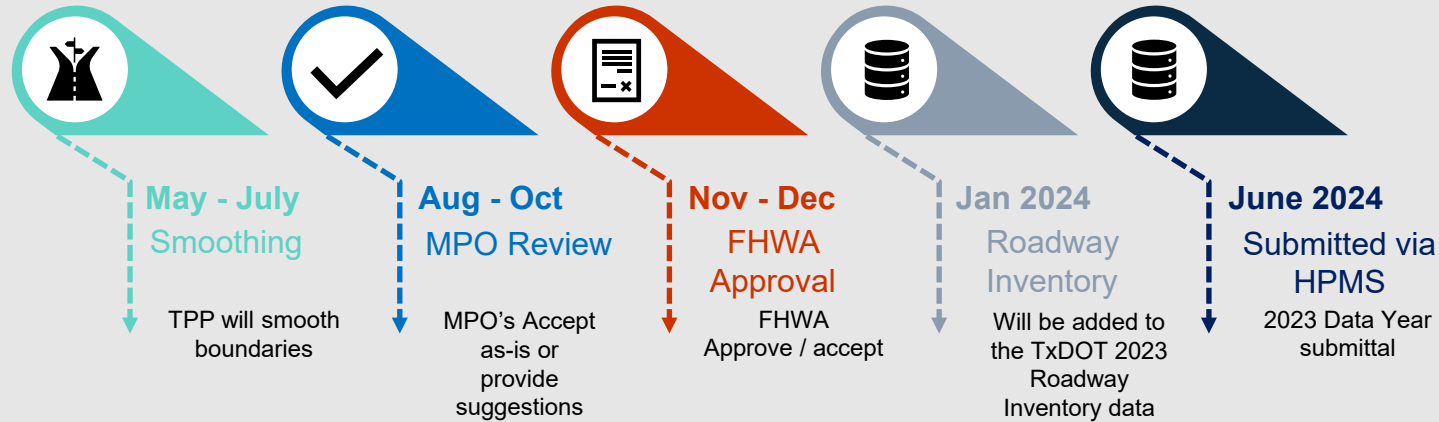 May - July
Smoothing
TPP will smooth
boundaries
Aug - Oct
MPO Review
MPO's Accept
as-is or
provide
suggestions
Nov - Dec
FHWA
Approval
FHWA
Approve / accept
Jan 2024
Roadway
Inventory
Will be added to
the TxDOT 2023
Roadway
Inventory data
June 2024
Submitted via
HPMS
2023 Data Year
submittal